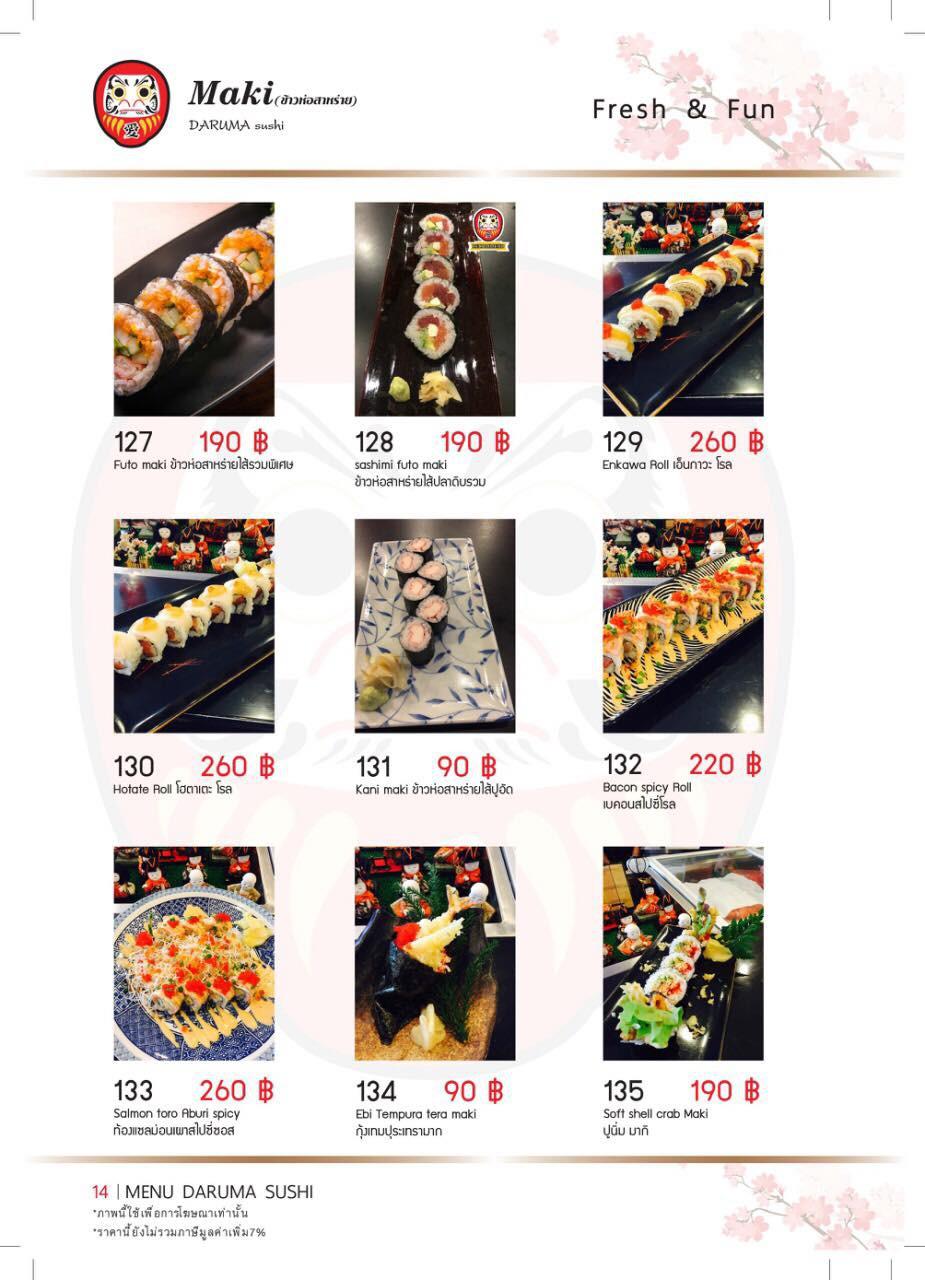 Maki (ข้าวห่อสาหร่าย)
DARUMA sushi
Fresh & Fun
愛
127 190 ฿
Futo maki ข้าวห่อสาหร่ายไส้รวมพิเศษ
128 190 ฿
sashimi futo maki
ข้าวห่อสาหร่ายไส้ปลาดิบรวม
129 260 ฿
Enkawa Roll เอ็นกาวะ โรล
130 260 ฿
Hotate Roll โฮตาเตะ โรล
131 90 ฿
Kani maki ข้าวห่อสาหร่ายไส้ปูอัด
132 220 ฿
Bacon spicy Roll
เบคอนสไปซี่โรล
133 260 ฿
Salmon toro Aburi spicy
ท้องแซลม่อนเผาสไปซี่ซอส
134 90 ฿
Ebi Tempura tera maki
กุ้งเทมปุระเทรามาก
135 190 ฿
Soft shell crab Maki
ปูนิ่ม มากิ
14 | MENU DARUMA SUSHI
*ภาพนี้ใช้เพื่อการโฆษณาเท่านั้น
*ราคานี้ยังไม่รวมภาษีมูลค่าเพิ่ม7%